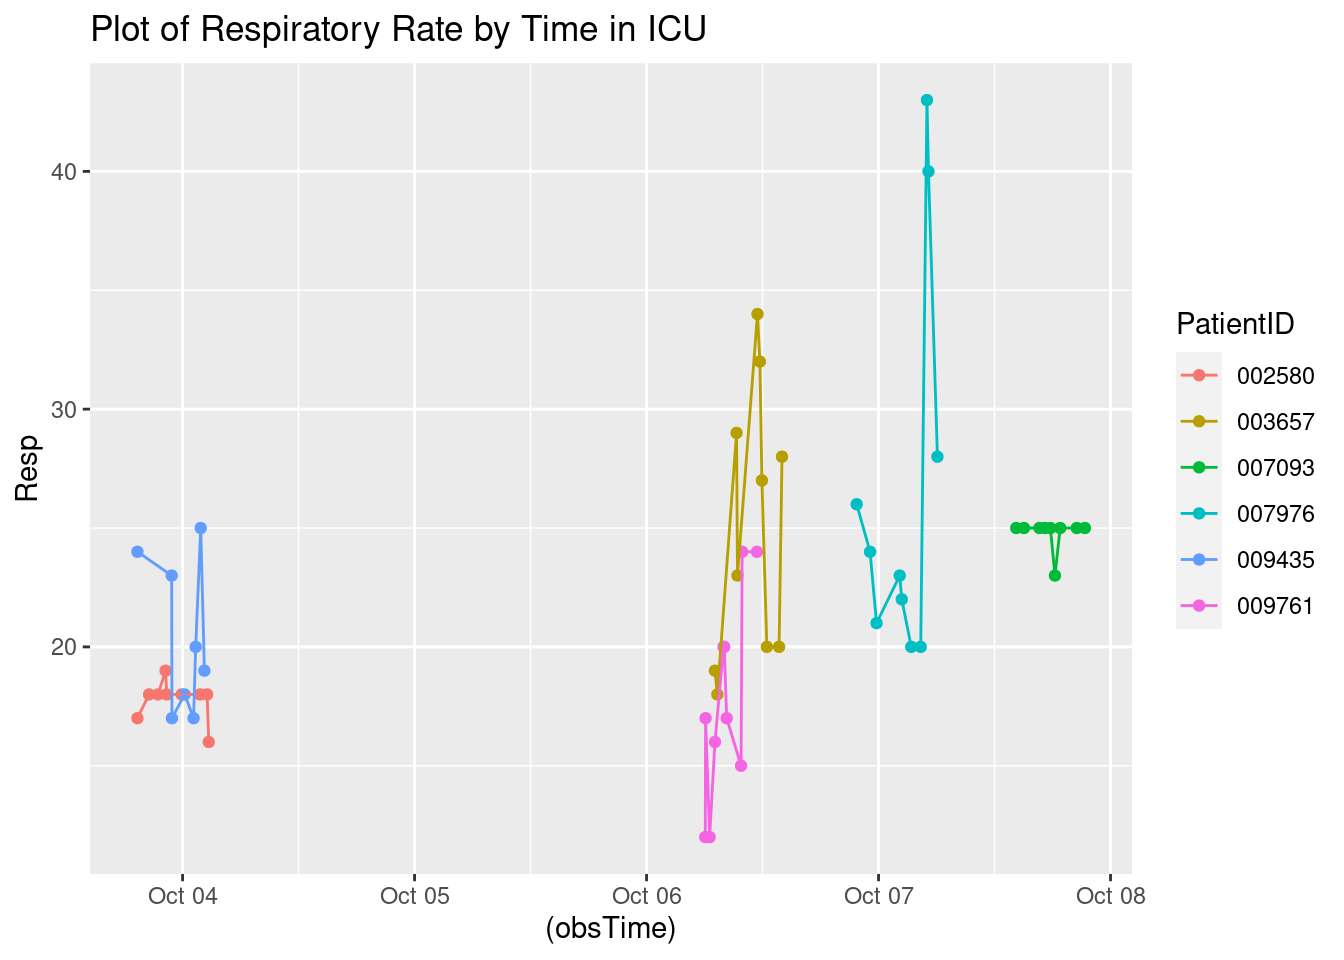 Plot of Respiratory Rate by Time in ICU
40
30
20
Resp
Oct 04
Oct 05
Oct 06
Oct 07
Oct 08
(obsTime)
PatientID
002580
003657
007093
007976
009435
009761